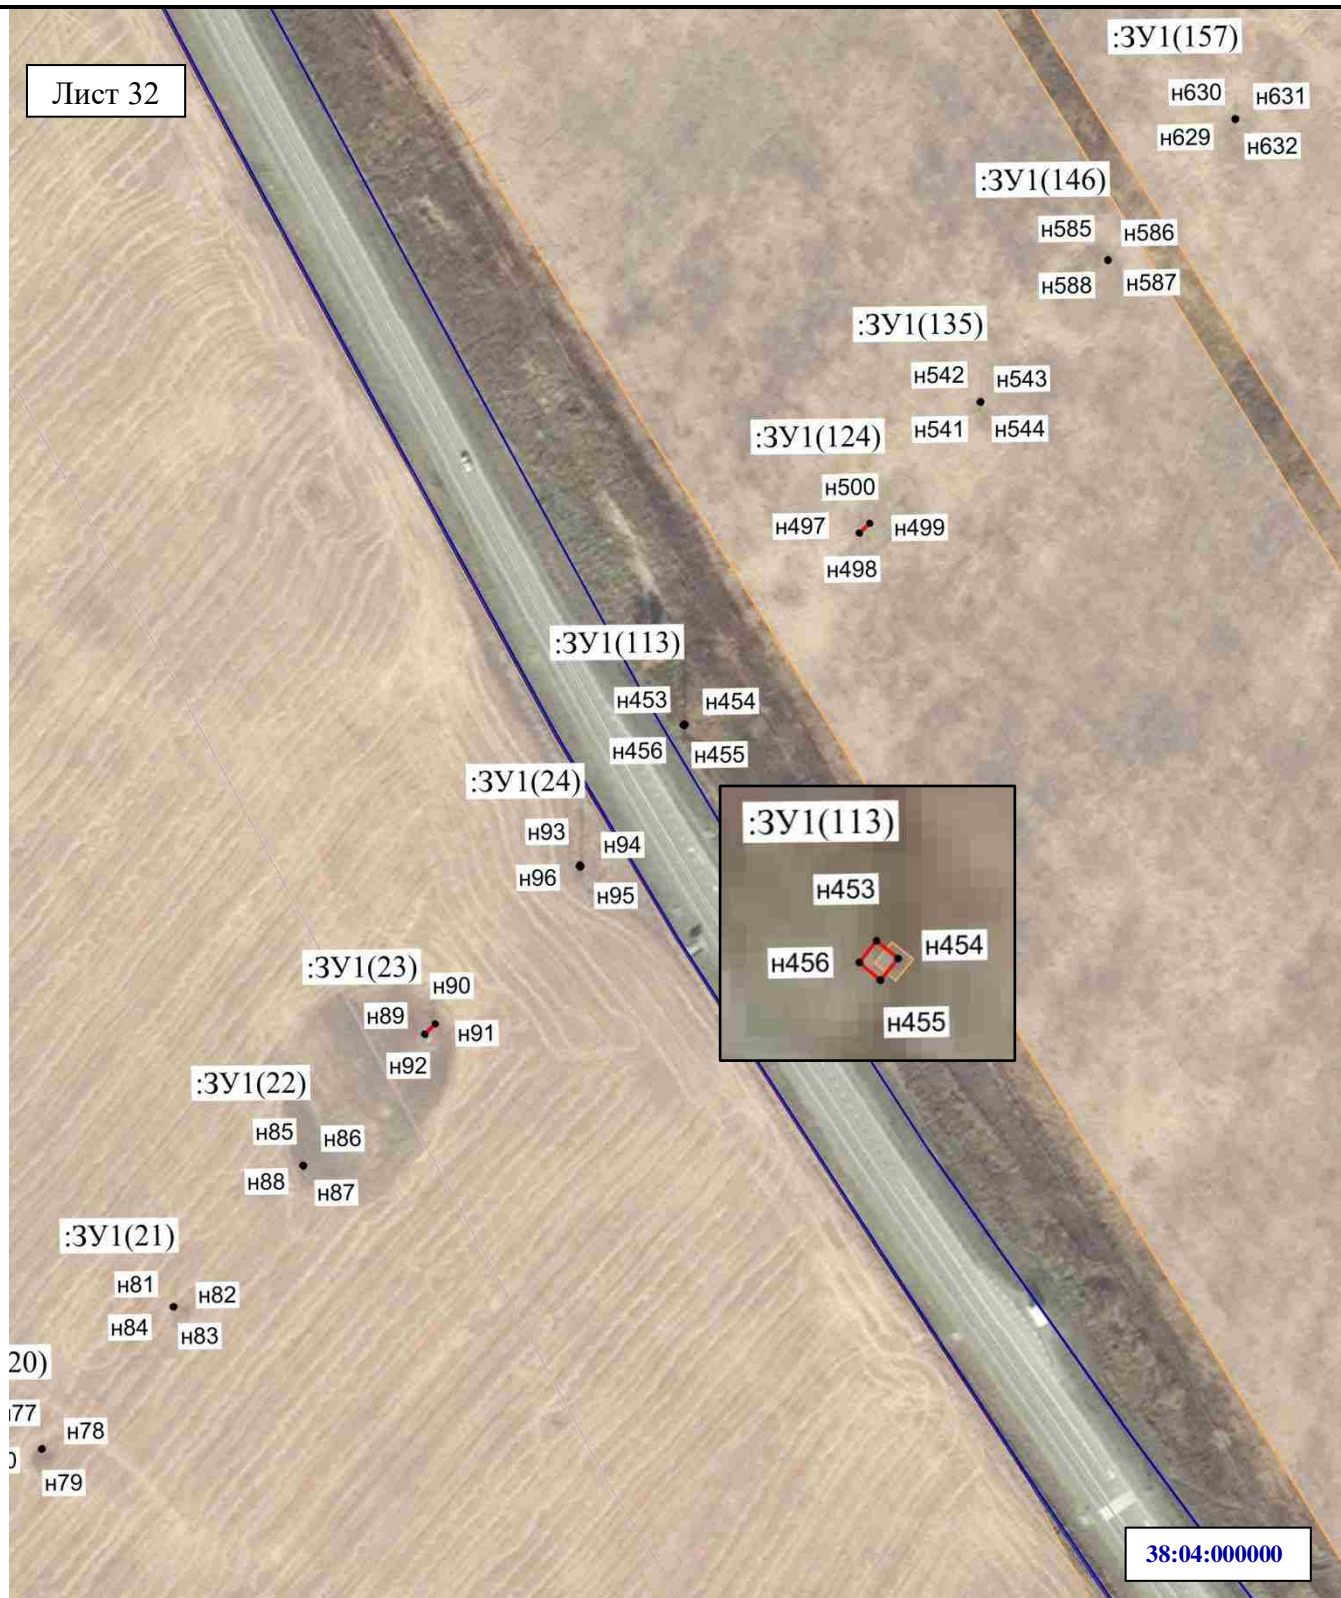 Лист 32
:ЗУ1(157)
н630
н631
н629
н632
:ЗУ1(146)
н585
н586
н588
н587
:ЗУ1(135)
н542
н543
н541
н544
:ЗУ1(124)
н500
н497
н499
н498
:ЗУ1(113)
н453
н454
н456
н455
:ЗУ1(24)
н93
н94
н96
н95
:ЗУ1(113)
н453
н454
н456
н455
:ЗУ1(23)
н90
н89
н91
н92
:ЗУ1(22)
н85
н86
н88
н87
:ЗУ1(21)
н81
н82
н84
н83
20)
77
н78
н79
38:04:000000